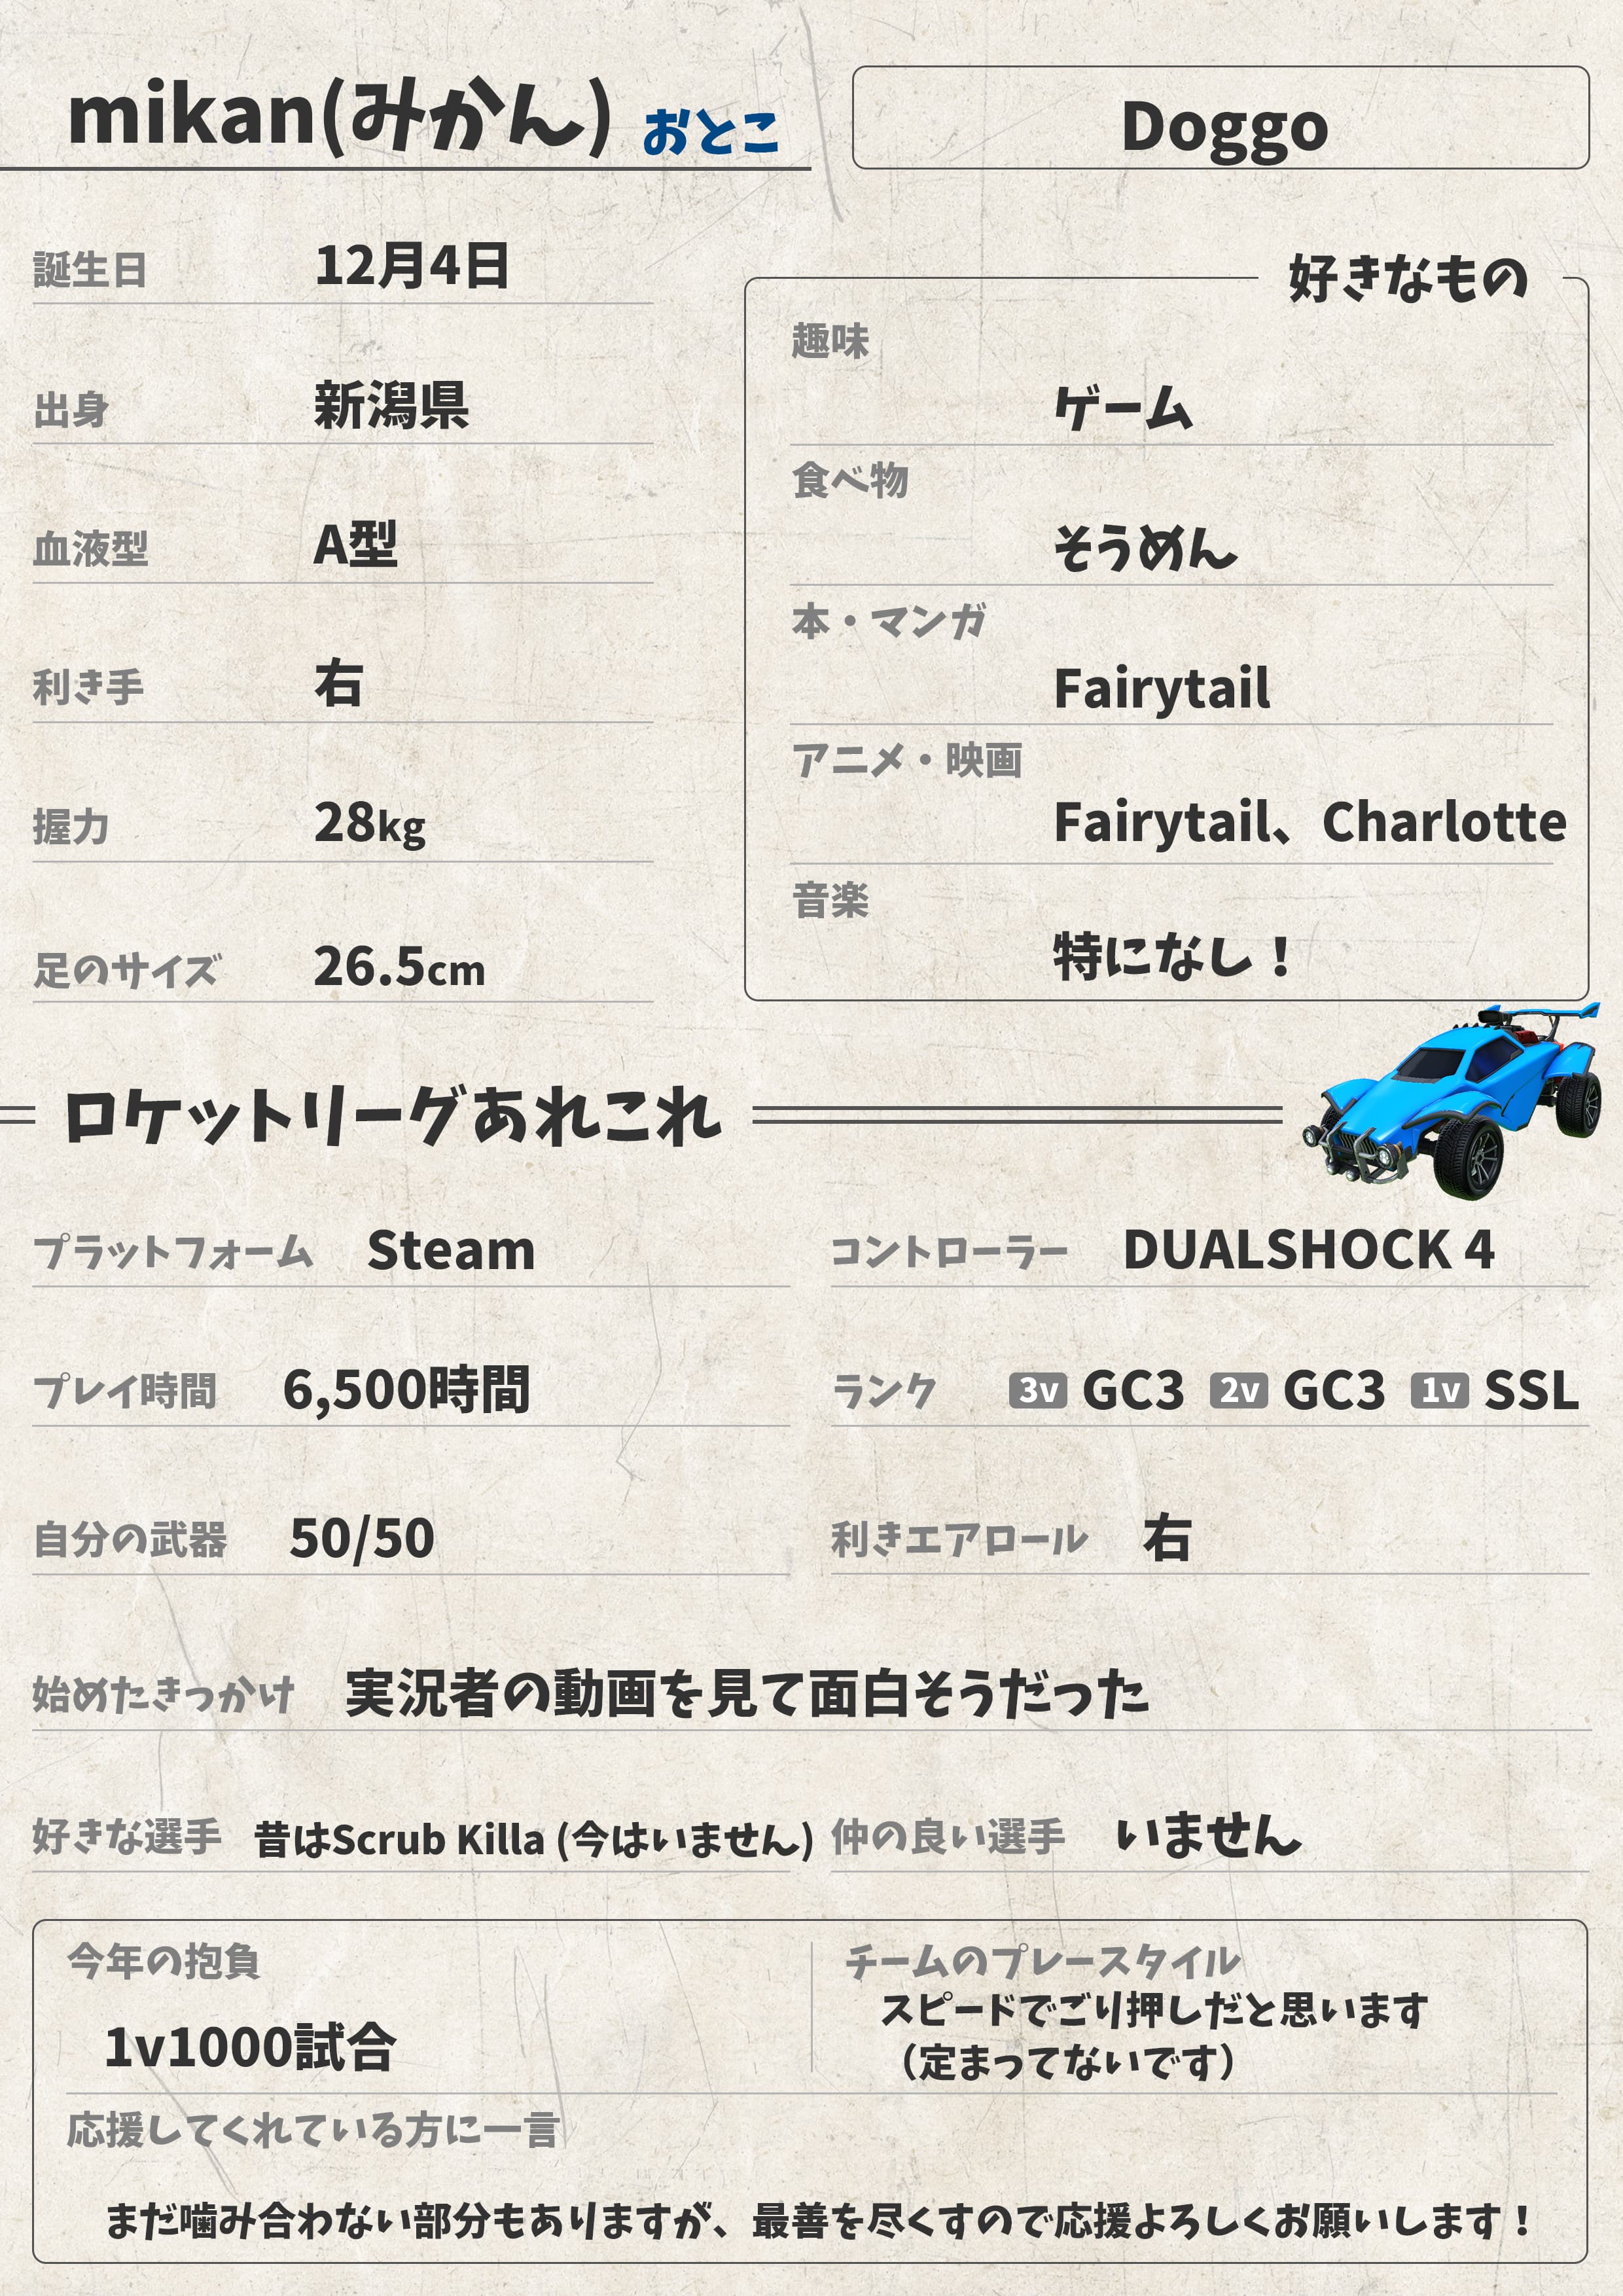 mikan(みかん) おとこ
Doggo
誕生日 12月4日
出身 新潟県
血液型 A型
利き手 右
握力 28kg
足のサイズ 26.5cm
好きなもの
趣味
ゲーム
食べ物
そうめん
本・マンガ
Fairytail
アニメ・映画
Fairytail、Charlotte
音楽
特になし！
ロケットリーグあれこれ
プラットフォーム Steam
コントローラー DUALSHOCK 4
プレイ時間 6,500時間
ランク 3v GC3 2v GC3 1v SSL
自分の武器 50/50
利きエアロール 右
始めたきっかけ 実況者の動画を見て面白そうだった
好きな選手 昔はScrub Killa (今はいません)
仲の良い選手 いません
今年の抱負
1v1000試合
チームのプレースタイル
スピードでごり押しだと思います
（定まってないです）
応援してくれている方に一言
まだ噛み合わない部分もありますが、最善を尽くすので応援よろしくお願いします！